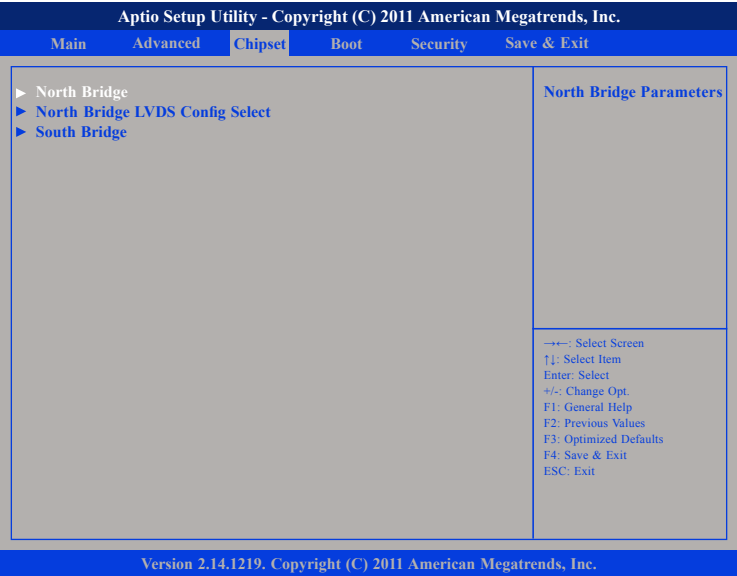 Aptio Setup Utility - Copyright (C) 2011 American Megatrends, Inc.
Main Advanced Chipset Boot Security Save & Exit
► North Bridge
► North Bridge LVDS Config Select
► South Bridge
North Bridge Parameters
→←: Select Screen
↑↓: Select Item
Enter: Select
+/-: Change Opt.
F1: General Help
F2: Previous Values
F3: Optimized Defaults
F4: Save & Exit
ESC: Exit
Version 2.14.1219. Copyright (C) 2011 American Megatrends, Inc.